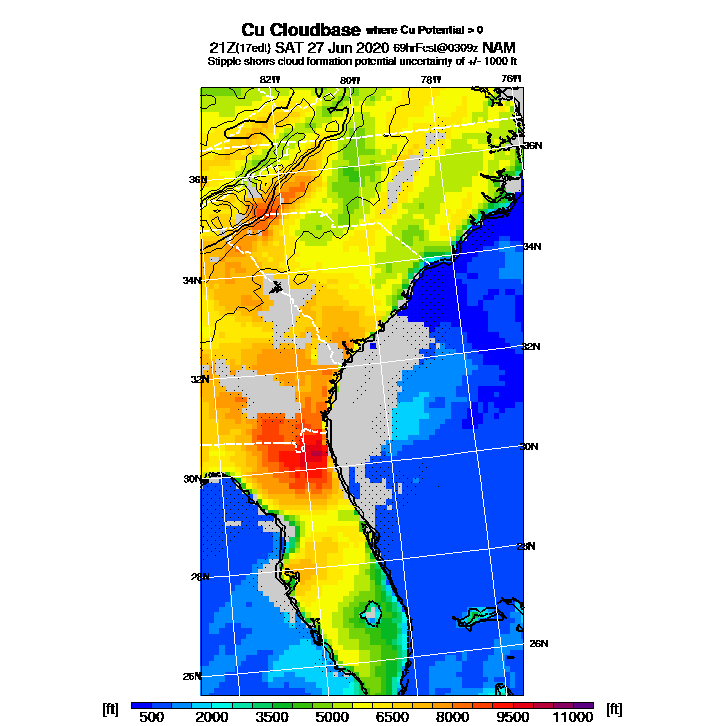 Cu Cloudbase where Cu Potential > 0
21Z(17edt) SAT 27 Jun 2020 69hrFcst@0309z NAM
Stipple shows cloud formation potential uncertainty of +/- 1000 ft
82W 80W 78W 76W
36N
36N
34N
34N
32N
32N
30N
30N
28N
28N
26N
26N
[ft] [ft]
500 2000 3500 5000 6500 8000 9500 11000